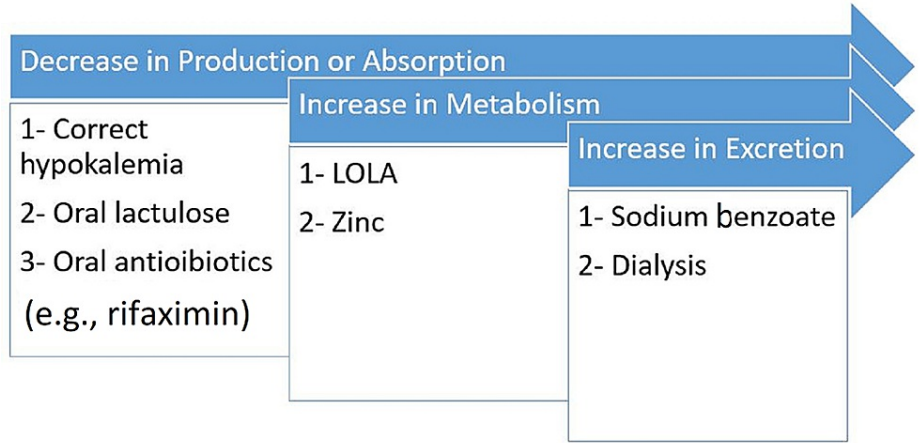 Decrease in Production or Absorption
1- Correct
hypokalemia
2- Oral lactulose
3- Oral antioibiotics
(e.g., rifaximin)
Increase in Metabolism
1- LOLA
2- Zinc
Increase in Excretion
1- Sodium benzoate
2- Dialysis